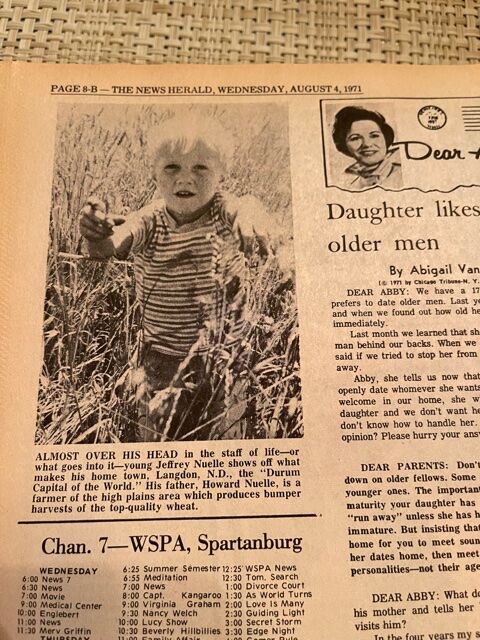 PAGE 8-B — THE NEWS HERALD, WEDNESDAY, AUGUST 4, 1971
ALMOST OVER HIS HEAD in the staff of life—or
what goes into it—young Jeffrey Nuelle shows off what
makes his home town, Langdon, N.D., the "Durum
Capital of the World." His father, Howard Nuelle, is a
farmer of the high plains area which produces bumper
harvests of the top-quality wheat.
Chan. 7—WSPA, Spartanburg
WEDNESDAY
6:00 News 7
6:30 News
7:00 Movie
9:00 Medical Center
10:00 Englebert
11:00 News
11:30 Merv Griffin
THURSDAY
6:25 Summer Semester
6:55 Meditation
7:00 News
8:00 Capt. Kangaroo
9:00 Virginia Graham
9:30 Nancy Welch
10:00 Lucy Show
10:30 Beverly Hillbillies
11:00 Family Affair
12:25 WSPA News
12:30 Tom. Search
1:00 Divorce Court
1:30 As World Turns
2:00 Love Is Many
2:30 Guiding Light
3:00 Secret Storm
3:30 Edge Night
4:00 Gomer Pyle
Dear
Daughter likes
older men
By Abigail Van
© 1971 by Chicago Tribune-N. Y.
DEAR ABBY: We have a 17
prefers to date older men. Last ye
and when we found out how old he
immediately.
Last month we learned that sh
man behind our backs. When we
said if we tried to stop her from
away.
Abby, she tells us now that
openly date whomever she wants
welcome in our home, she w
daughter and we don't want he
don't know how to handle her.
opinion? Please hurry your ans
DEAR PARENTS: Don't
down on older fellows. Some
younger ones. The important
maturity your daughter has
"run away" unless she has h
immature. But insisting that
home for you to meet soun
her dates home, then meet
personalities—not their age
DEAR ABBY: What do
his mother and tells her
visits him?
In the four years my s